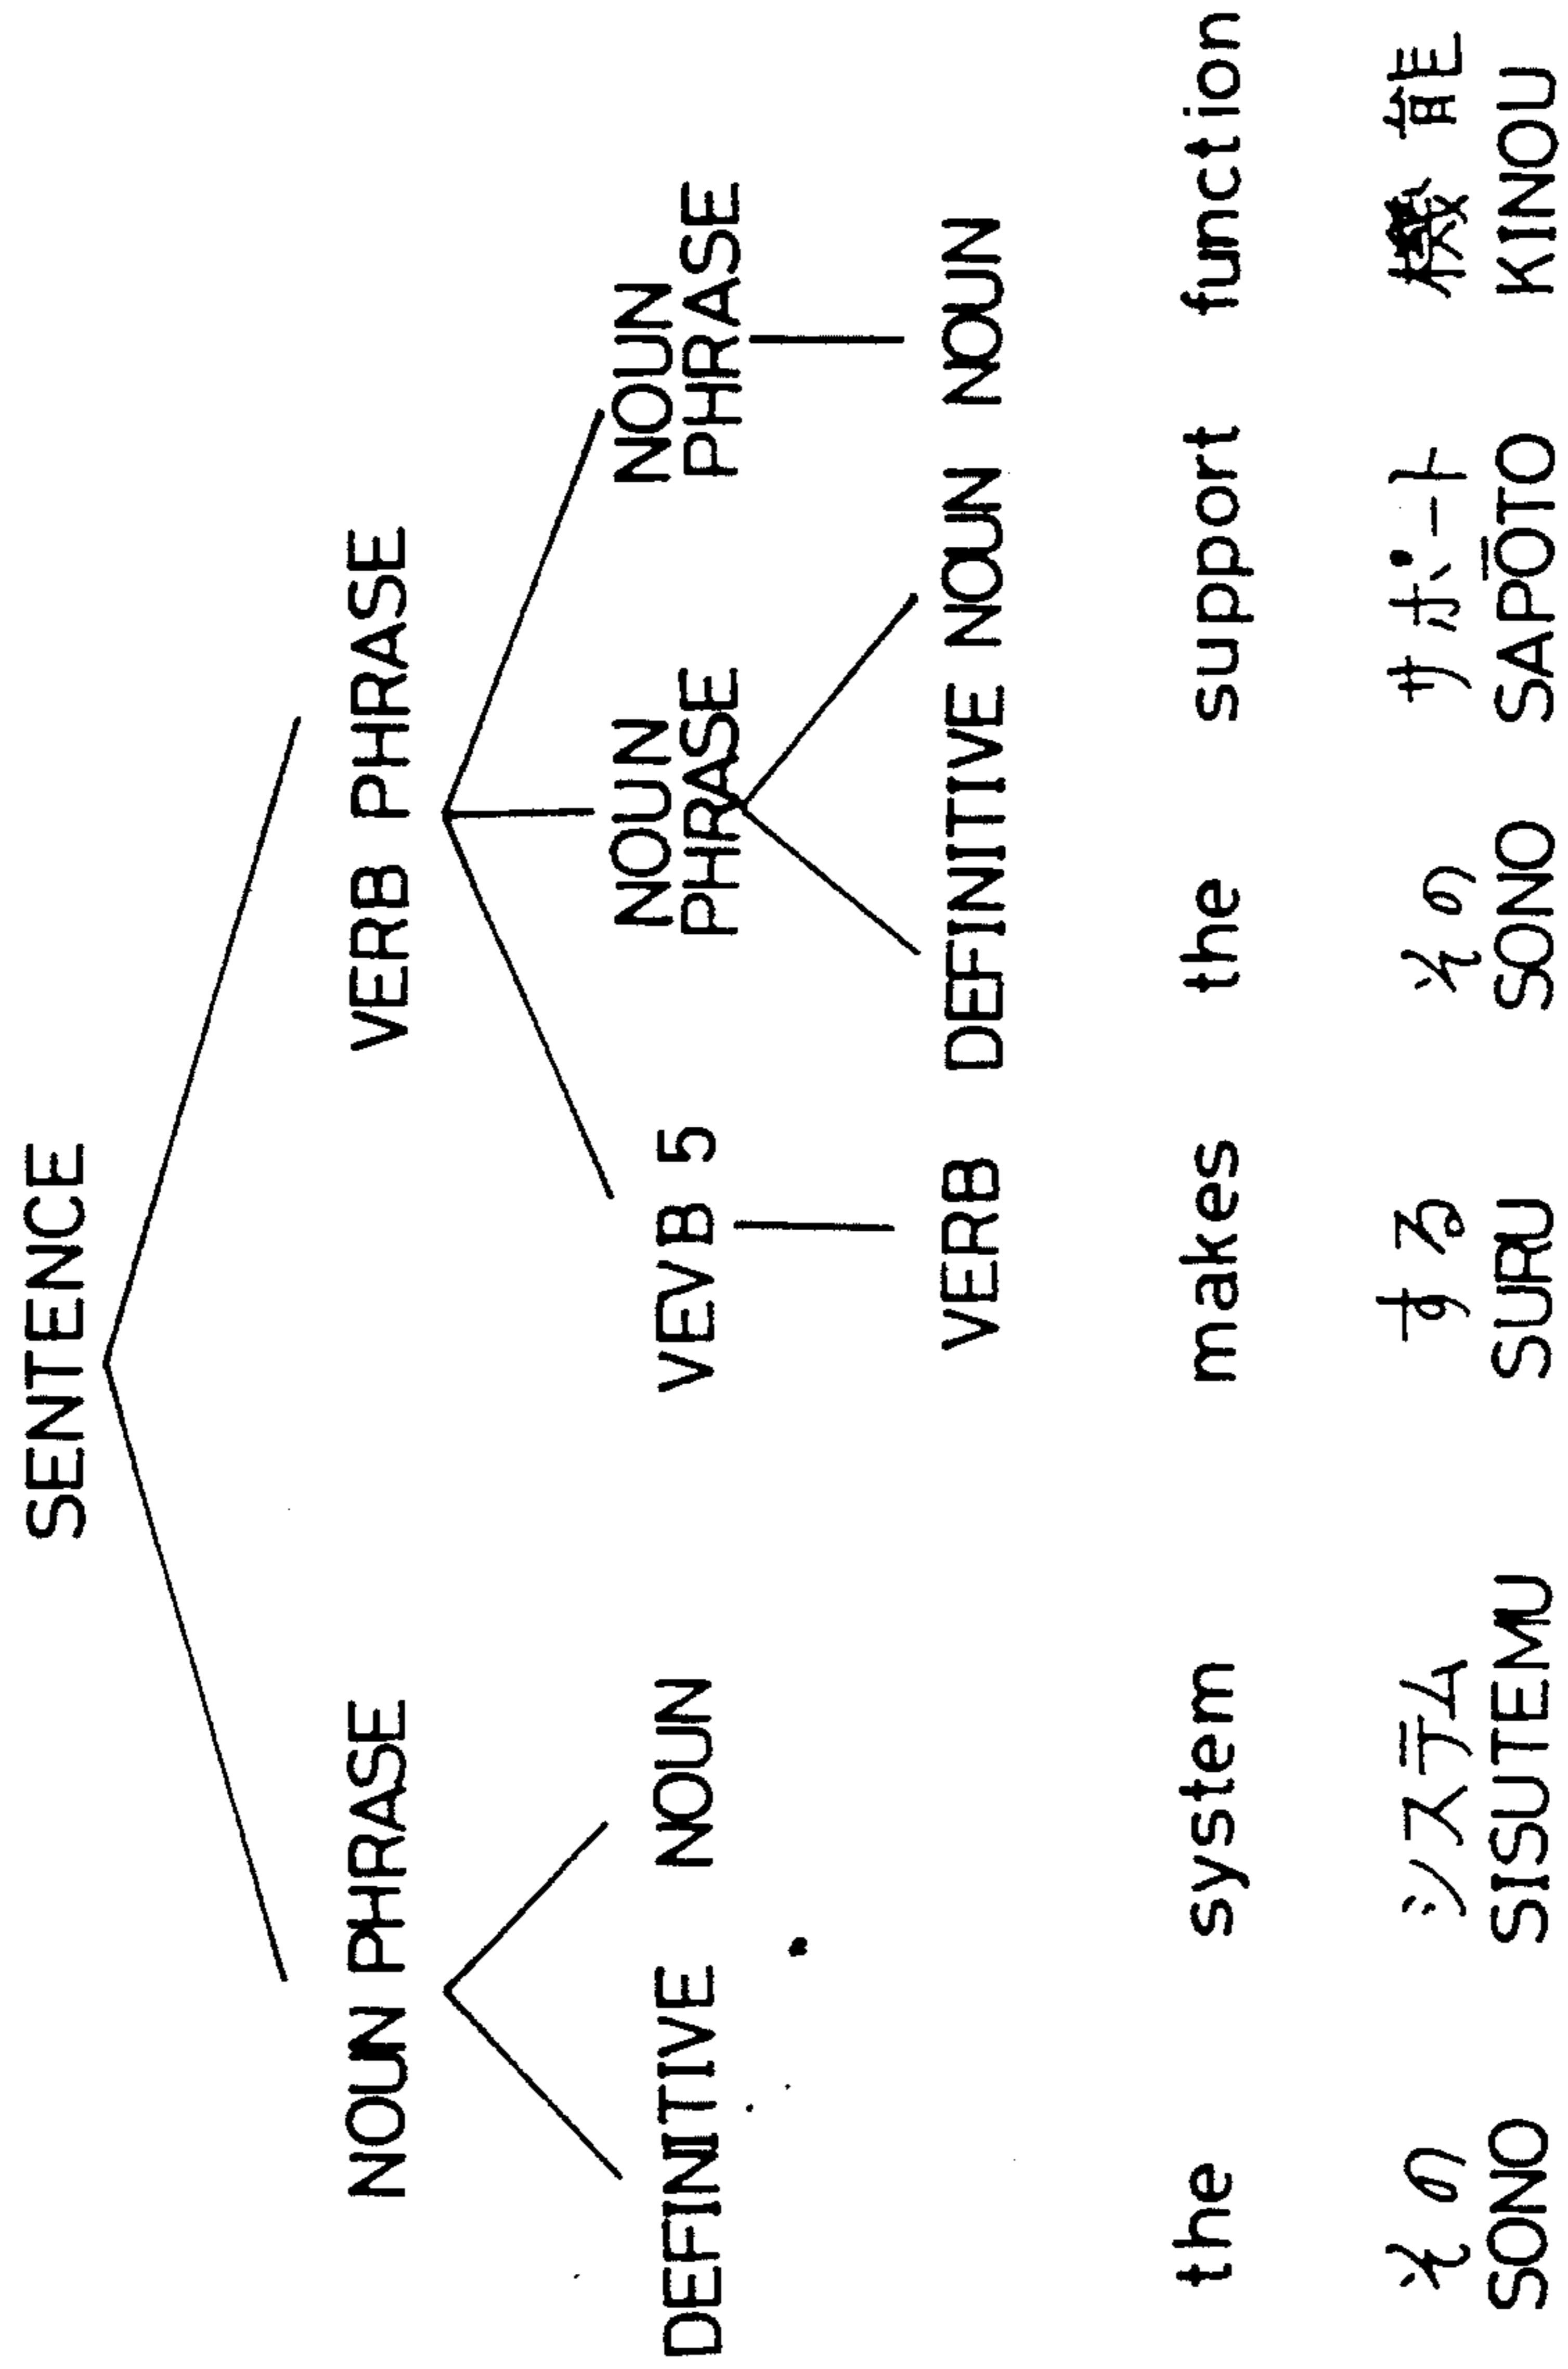 SENTENCE
NOUN PHRASE VERB PHRASE
DEFINITIVE NOUN VEVB 5 NOUN PHRASE NOUN PHRASE
VERB DEFINITIVE NOUN NOUN
the system makes the support function
その システム する その サポート 機能
SONO SISUTEMU SURU SONO SAPŌTO KINOU